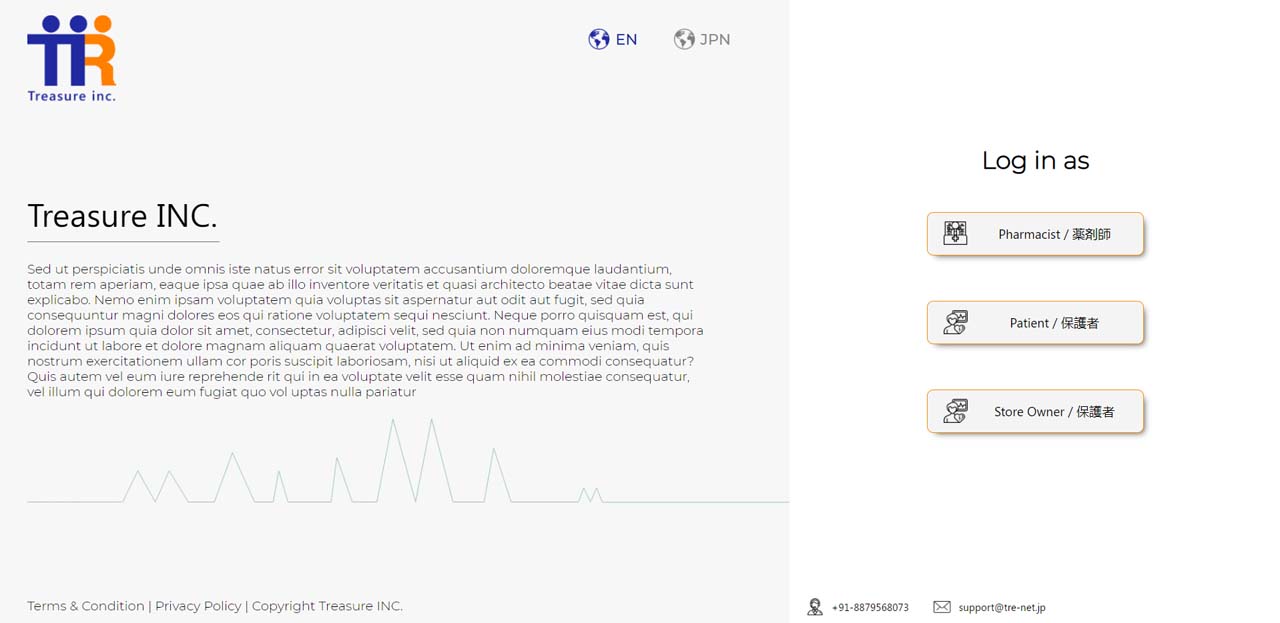 Treasure inc.
EN
JPN
Treasure INC.
Sed ut perspiciatis unde omnis iste natus error sit voluptatem accusantium doloremque laudantium,
totam rem aperiam, eaque ipsa quae ab illo inventore veritatis et quasi architecto beatae vitae dicta sunt
explicabo. Nemo enim ipsam voluptatem quia voluptas sit aspernatur aut odit aut fugit, sed quia
consequuntur magni dolores eos qui ratione voluptatem sequi nesciunt. Neque porro quisquam est, qui
dolorem ipsum quia dolor sit amet, consectetur, adipisci velit, sed quia non numquam eius modi tempora
incidunt ut labore et dolore magnam aliquam quaerat voluptatem. Ut enim ad minima veniam, quis
nostrum exercitationem ullam cor poris suscipit laboriosam, nisi ut aliquid ex ea commodi consequatur?
Quis autem vel eum iure reprehende rit qui in ea voluptate velit esse quam nihil molestiae consequatur,
vel illum qui dolorem eum fugiat quo vol uptas nulla pariatur
Terms & Condition | Privacy Policy | Copyright Treasure INC.
Log in as
Pharmacist / 薬剤師
Patient / 保護者
Store Owner / 保護者
+91-8879568073
support@tre-net.jp